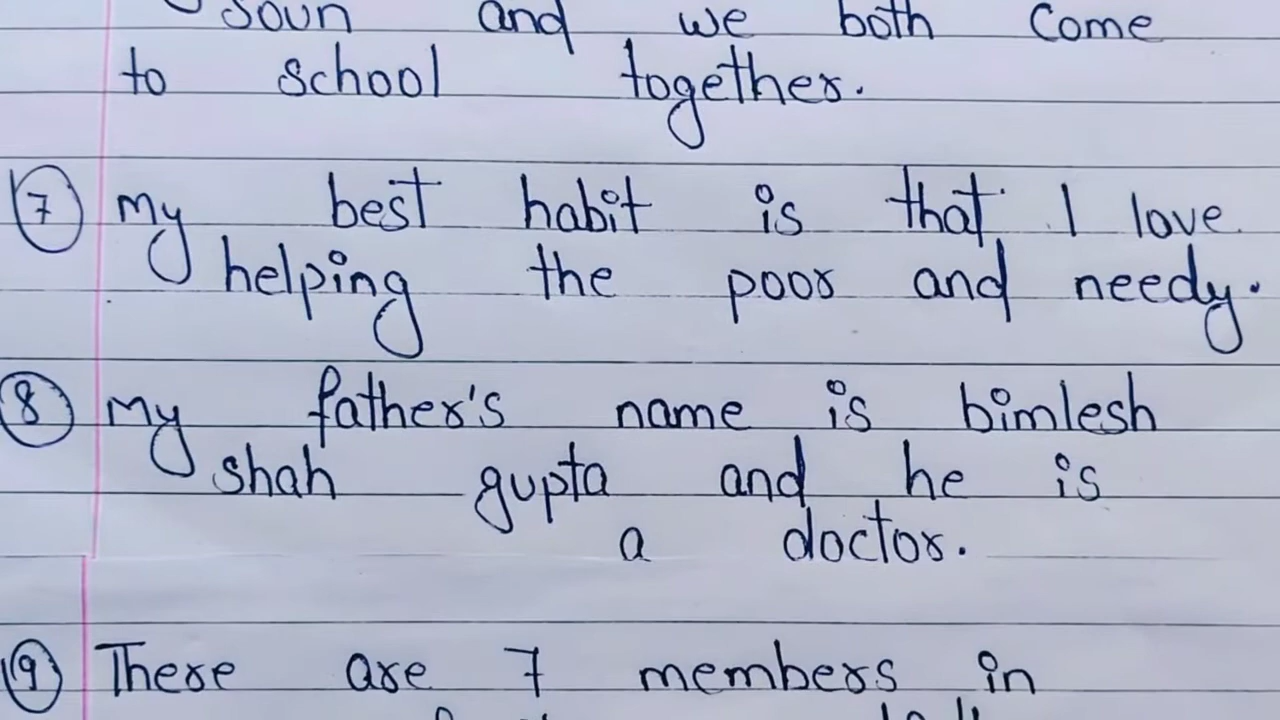 and we both come
to school together.
7 My best habit is that I love
helping the poor and needy.
8 My father's name is bimlesh
shah gupta and he is
a doctor.
9 There are 7 members in